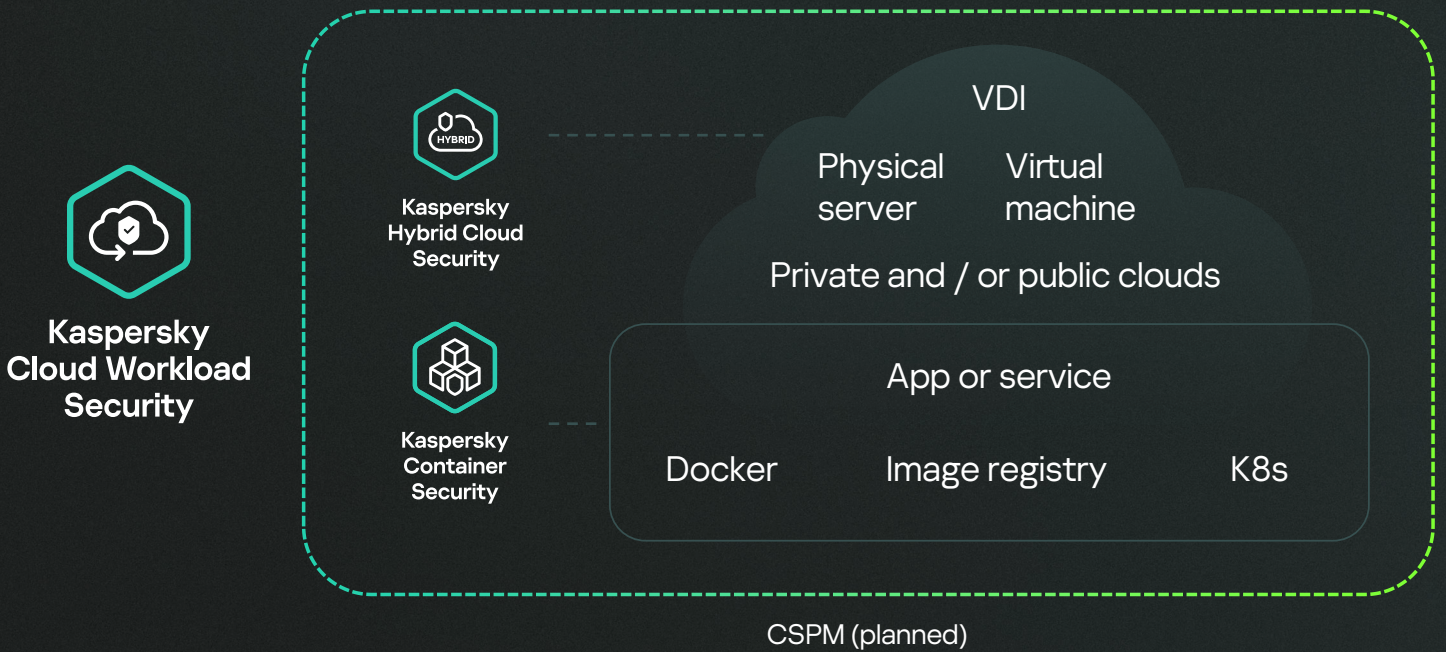 Kaspersky
Cloud Workload
Security
HYBRID
Kaspersky
Hybrid Cloud
Security
VDI
Physical
server
Virtual
machine
Private and / or public clouds
Kaspersky
Container
Security
App or service
Docker
Image registry
K8s
CSPM (planned)